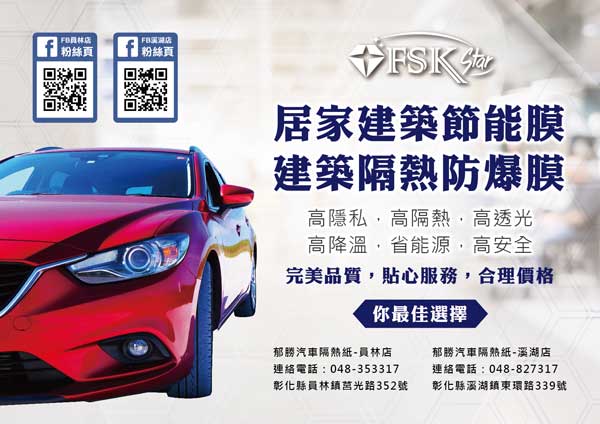 FB員林店
粉絲頁
FB溪湖店
粉絲頁
FSK Star
居家建築節能膜
建築隔熱防爆膜
高隱私，高隔熱，高透光
高降溫，省能源，高安全
完美品質，貼心服務，合理價格
你最佳選擇
郁勝汽車隔熱紙-員林店
連絡電話：048-353317
彰化縣員林鎮莒光路352號
郁勝汽車隔熱紙-溪湖店
連絡電話：048-827317
彰化縣溪湖鎮東環路339號